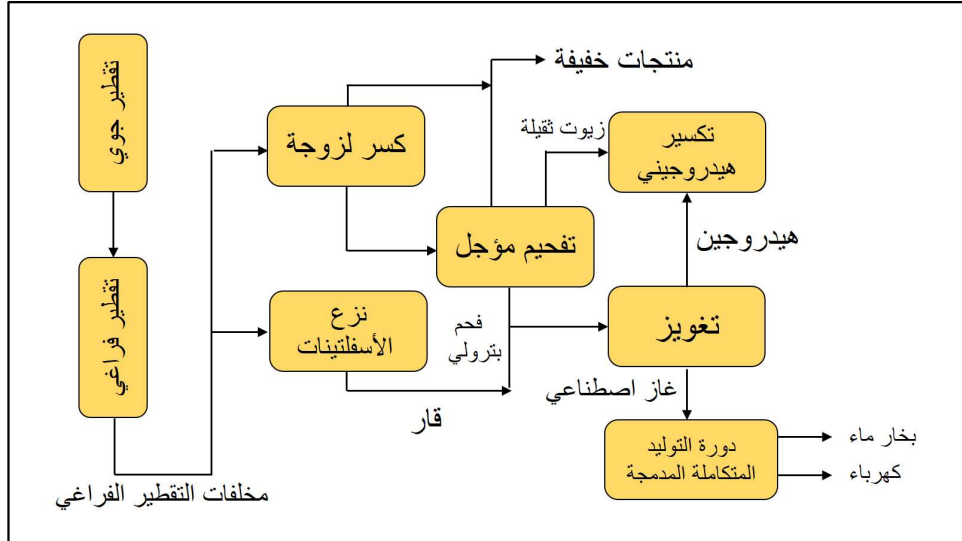 تقطير جوي
تقطير فراغي
مخلفات التقطير الفراغي
كسر لزوجة
نزع
الأسفلتينات
قار
منتجات خفيفة
زيوت ثقيلة
تفحيم مؤجل
فحم
بترولي
تكسير
هيدروجيني
هيدروجين
تغويز
غاز اصطناعي
دورة التوليد
المتكاملة المدمجة
بخار ماء
كهرباء